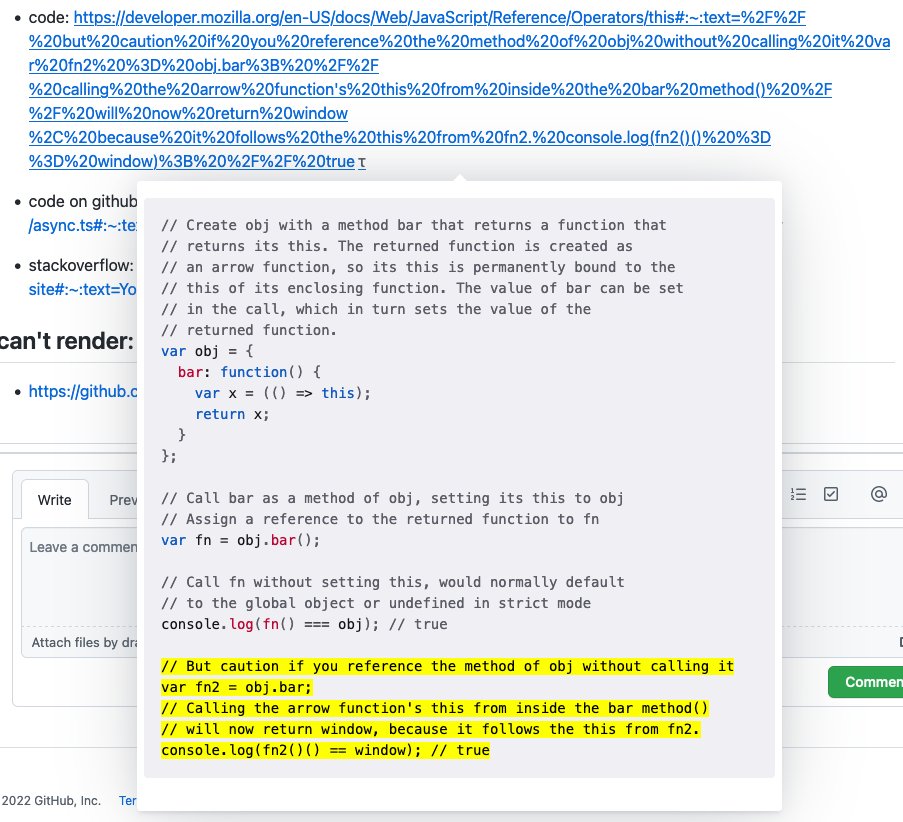 code: https://developer.mozilla.org/en-US/docs/Web/JavaScript/Reference/Operators/this#:~:text=%2F%2F
%20but%20caution%20if%20you%20reference%20the%20method%20of%20obj%20without%20calling%20it%20va
r%20fn2%20%3D%20obj.bar%3B%20%2F%2F
%20calling%20the%20arrow%20function's%20this%20from%20inside%20the%20bar%20method()%20%2F
%2F%20will%20now%20return%20window
%2C%20because%20it%20follows%20the%20this%20from%20fn2.%20console.log(fn2()()%20%3D
%3D%20window)%3B%20%2F%2F%20true τ
code on github
/async.ts#:~:te
stackoverflow:
site#:~:text=Yo
can't render:
https://github.c
// Create obj with a method bar that returns a function that
// returns its this. The returned function is created as
// an arrow function, so its this is permanently bound to the
// this of its enclosing function. The value of bar can be set
// in the call, which in turn sets the value of the
// returned function.
var obj = {
  bar: function() {
    var x = (() => this);
    return x;
  }
};
// Call bar as a method of obj, setting its this to obj
// Assign a reference to the returned function to fn
var fn = obj.bar();
// Call fn without setting this, would normally default
// to the global object or undefined in strict mode
console.log(fn() === obj); // true
// But caution if you reference the method of obj without calling it
var fn2 = obj.bar;
// Calling the arrow function's this from inside the bar method()
// will now return window, because it follows the this from fn2.
console.log(fn2()() == window); // true
Write
Prev
Leave a commen
Attach files by dra
Commen
2022 GitHub, Inc.
Ter